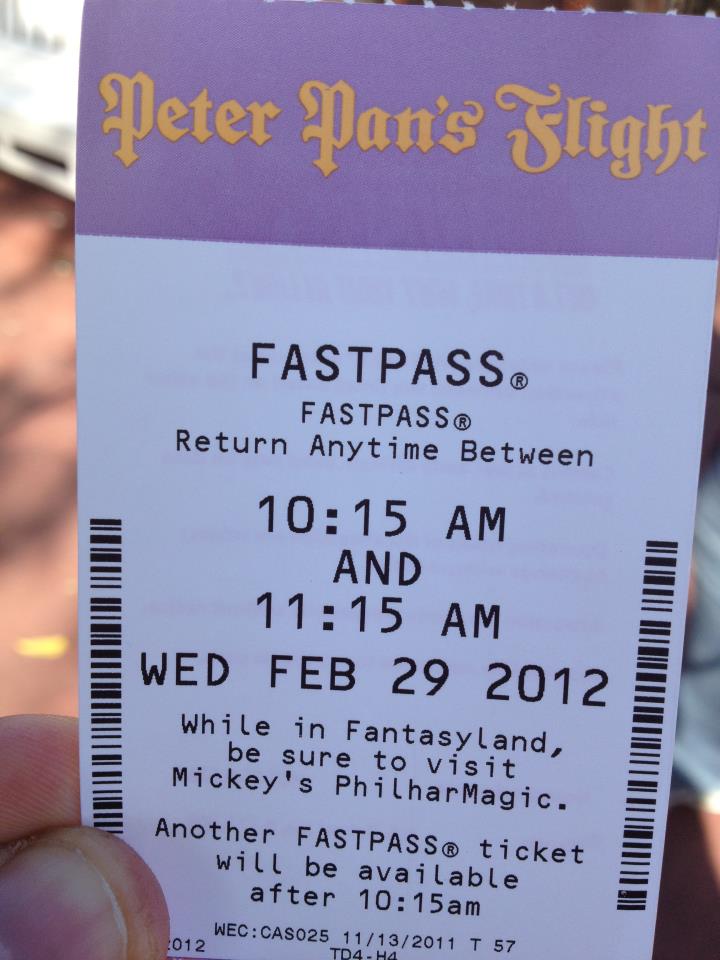 Peter Pan's Flight
FASTPASS®
FASTPASS®
Return Anytime Between
10:15 AM
AND
11:15 AM
WED FEB 29 2012
While in Fantasyland,
be sure to visit
Mickey's PhilharMagic.
Another FASTPASS® ticket
will be available
after 10:15am
WEC:CAS025 11/13/2011 T 57
TD4-H4